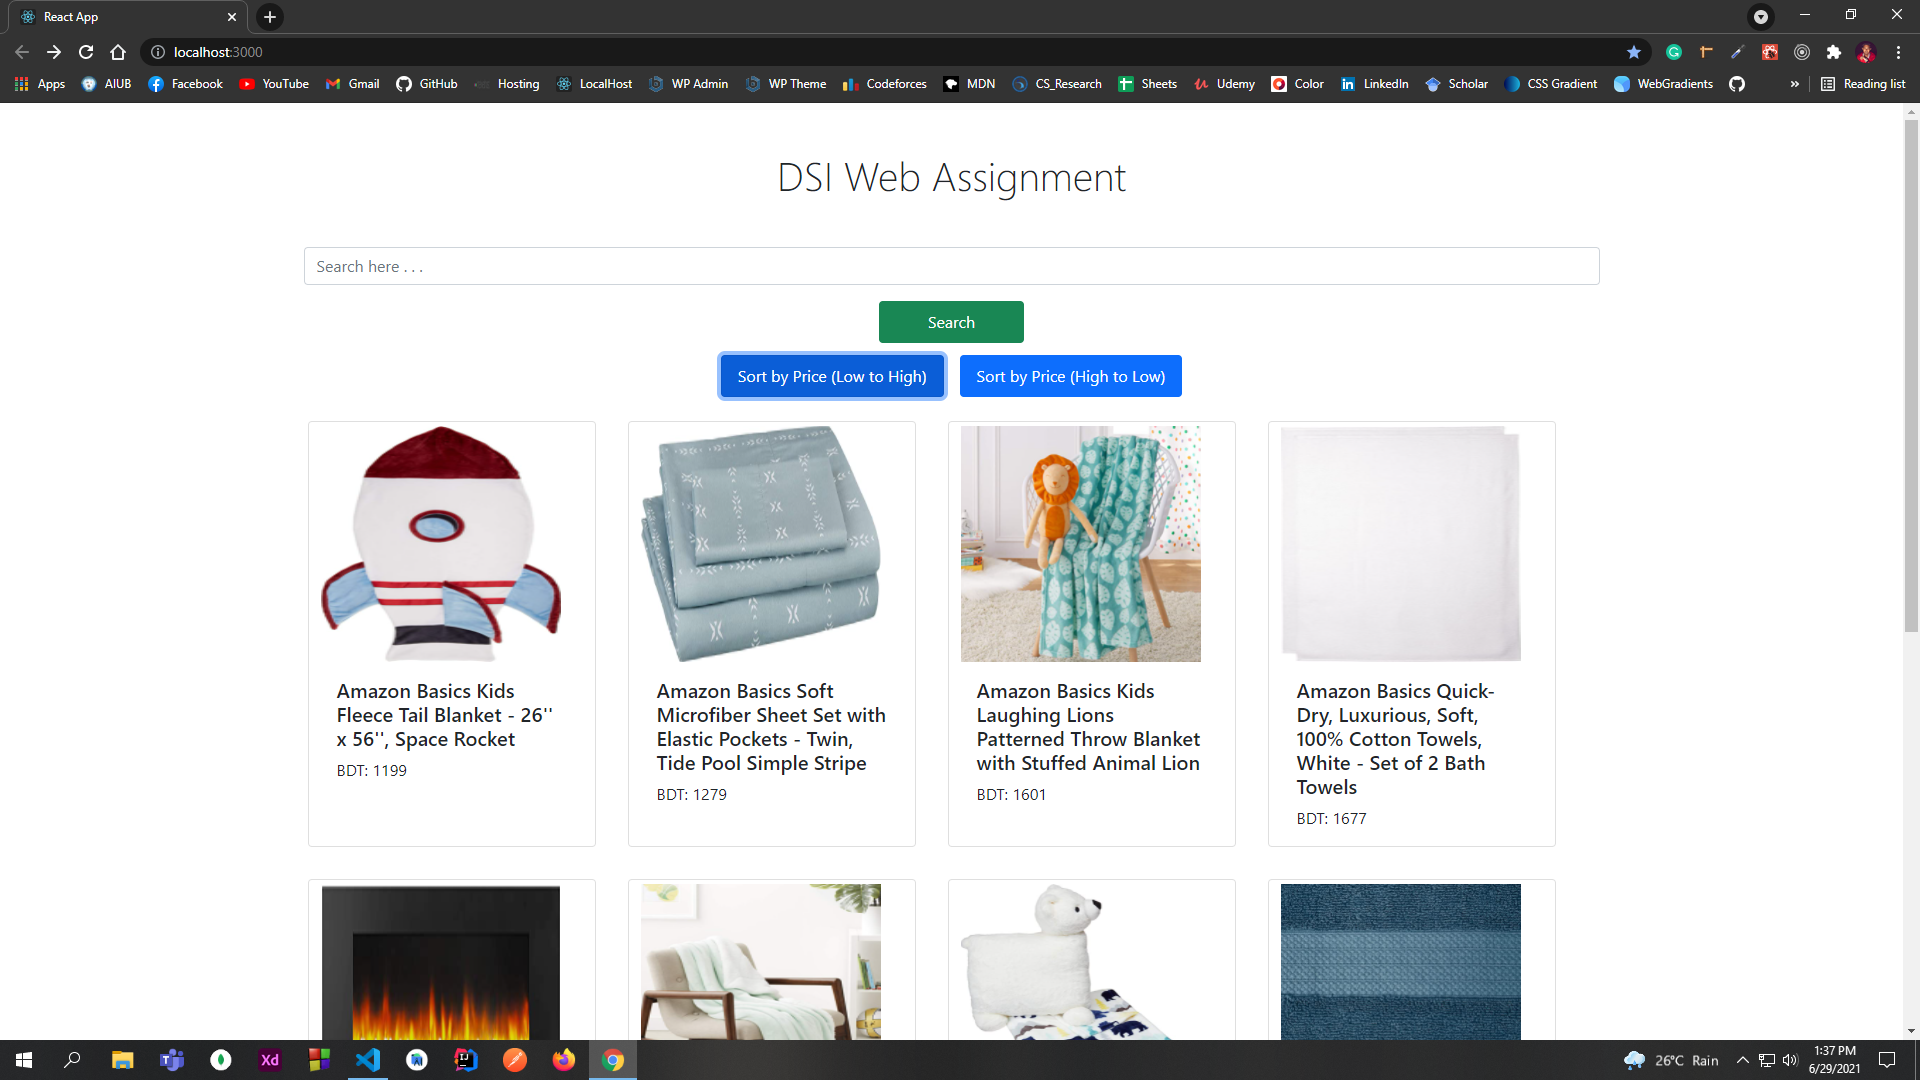 React App
localhost:3000
Apps AIUB Facebook YouTube Gmail GitHub Hosting LocalHost WP Admin WP Theme Codeforces MDN CS_Research Sheets Udemy Color LinkedIn Scholar CSS Gradient WebGradients » Reading list
DSI Web Assignment
Search here . . .
Search
Sort by Price (Low to High) Sort by Price (High to Low)
Amazon Basics Kids
Fleece Tail Blanket - 26''
x 56'', Space Rocket
BDT: 1199
Amazon Basics Soft
Microfiber Sheet Set with
Elastic Pockets - Twin,
Tide Pool Simple Stripe
BDT: 1279
Amazon Basics Kids
Laughing Lions
Patterned Throw Blanket
with Stuffed Animal Lion
BDT: 1601
Amazon Basics Quick-
Dry, Luxurious, Soft,
100% Cotton Towels,
White - Set of 2 Bath
Towels
BDT: 1677
Xd
26°C Rain
1:37 PM
6/29/2021